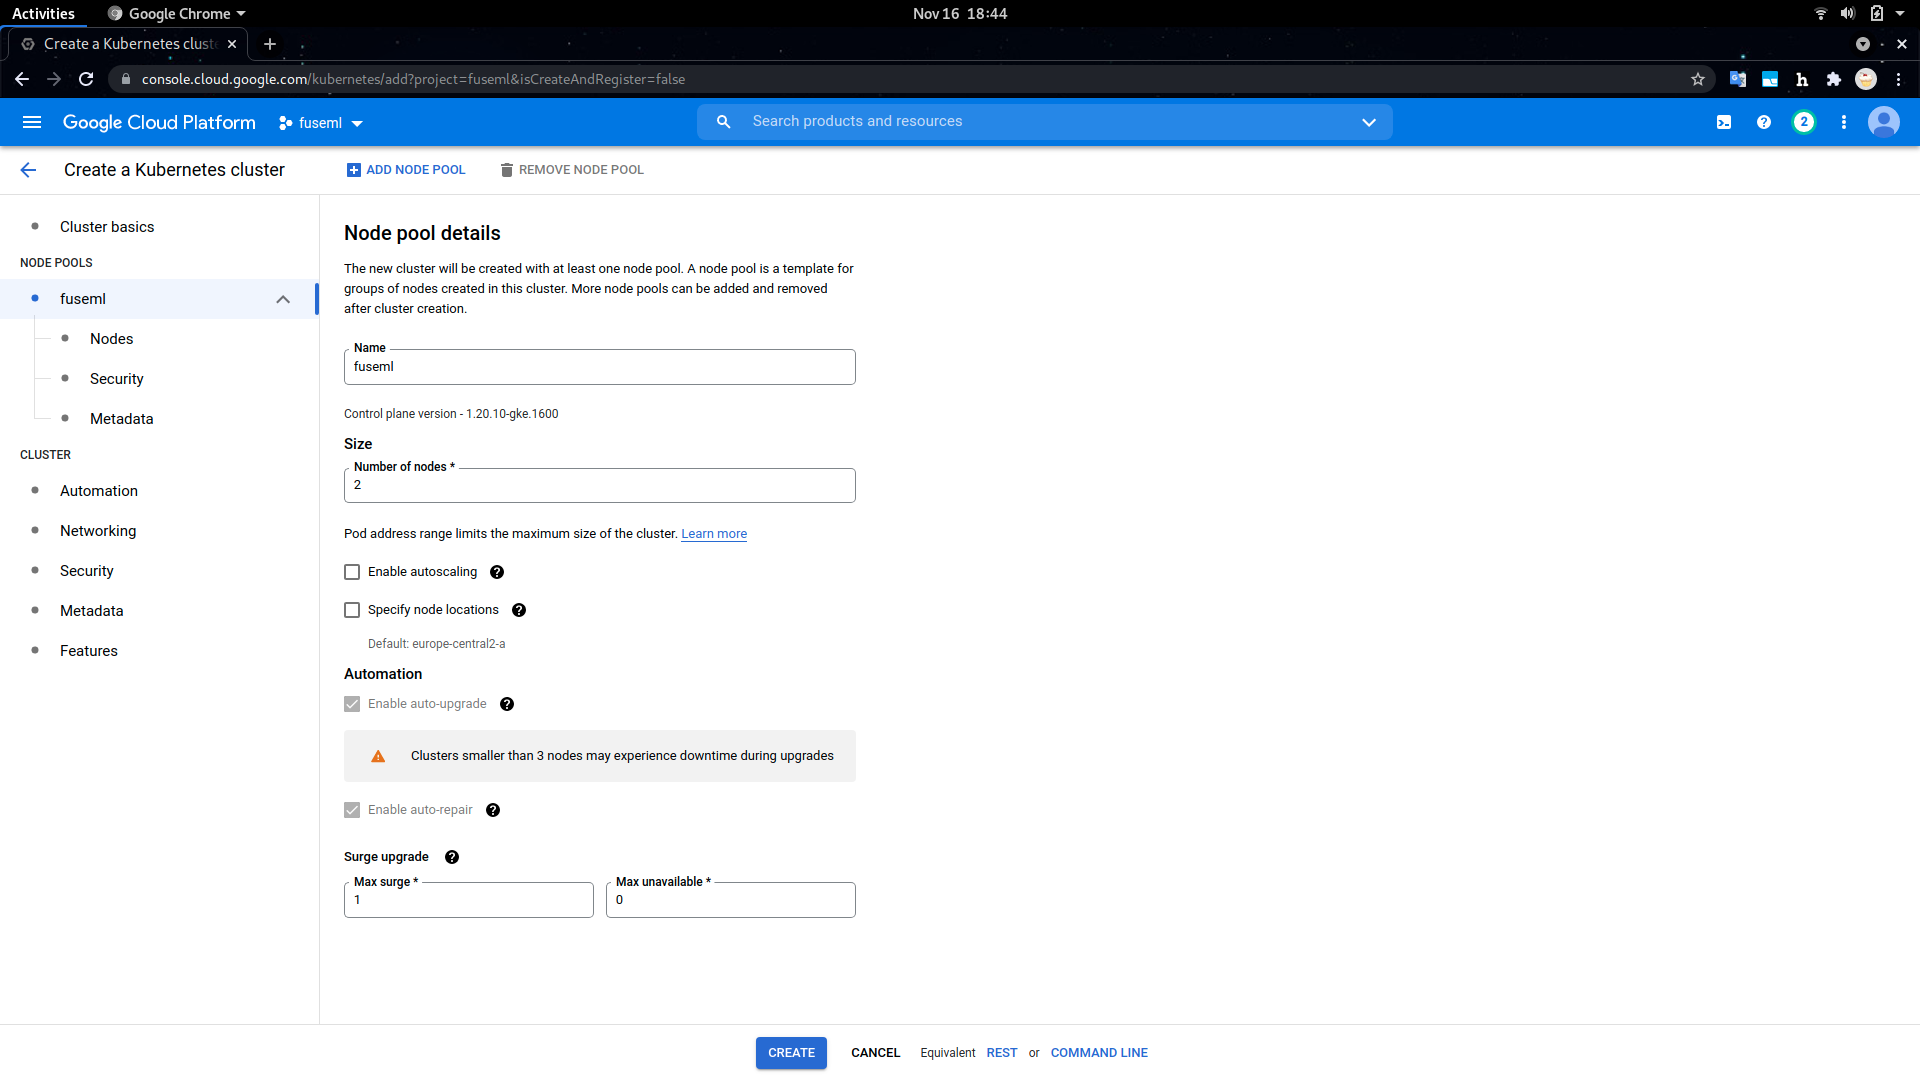 Activities
Google Chrome
Nov 16 18:44
Create a Kubernetes clust
console.cloud.google.com/kubernetes/add?project=fuseml&isCreateAndRegister=false
Google Cloud Platform
fuseml
Search products and resources
2
Create a Kubernetes cluster
ADD NODE POOL
REMOVE NODE POOL
Cluster basics
NODE POOLS
fuseml
Nodes
Security
Metadata
CLUSTER
Automation
Networking
Security
Metadata
Features
Node pool details
The new cluster will be created with at least one node pool. A node pool is a template for
groups of nodes created in this cluster. More node pools can be added and removed
after cluster creation.
Name
fuseml
Control plane version - 1.20.10-gke.1600
Size
Number of nodes *
2
Pod address range limits the maximum size of the cluster. Learn more
Enable autoscaling
Specify node locations
Default: europe-central2-a
Automation
Enable auto-upgrade
Clusters smaller than 3 nodes may experience downtime during upgrades
Enable auto-repair
Surge upgrade
Max surge *
1
Max unavailable *
0
CREATE
CANCEL
Equivalent REST or COMMAND LINE